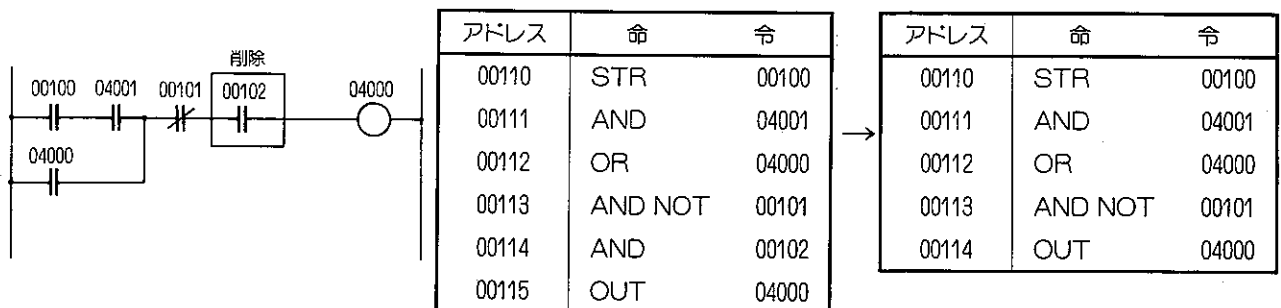 削除
00100 04001 00101 00102 04000
04000
アドレス 命 令
00110 STR 00100
00111 AND 04001
00112 OR 04000
00113 AND NOT 00101
00114 AND 00102
00115 OUT 04000
→
アドレス 命 令
00110 STR 00100
00111 AND 04001
00112 OR 04000
00113 AND NOT 00101
00114 OUT 04000